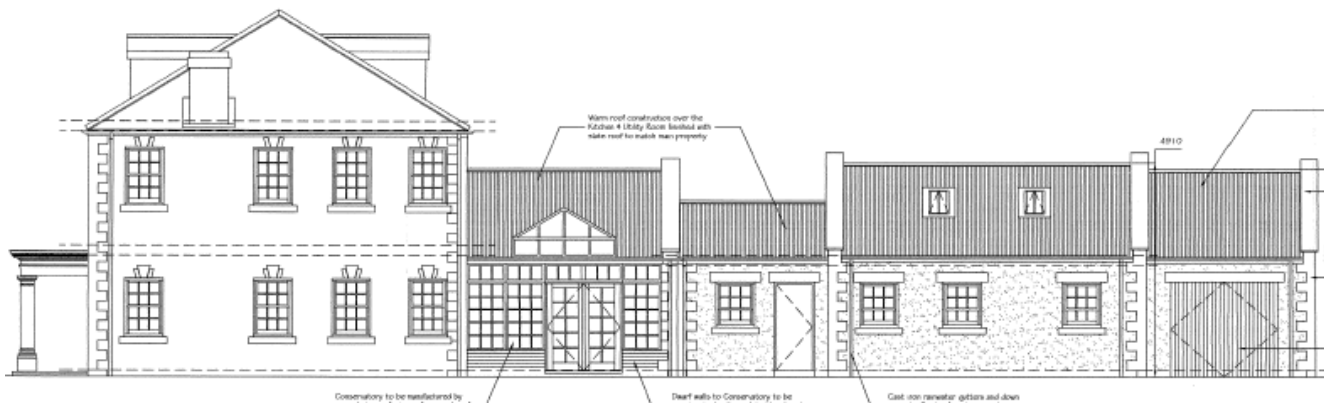 Warm roof construction over the
Kitchen & Utility Room finished with
slate roof to match main property
4910
Conservatory to be manufactured by
Dwarf walls to Conservatory to be
Cast iron rainwater gutters and down